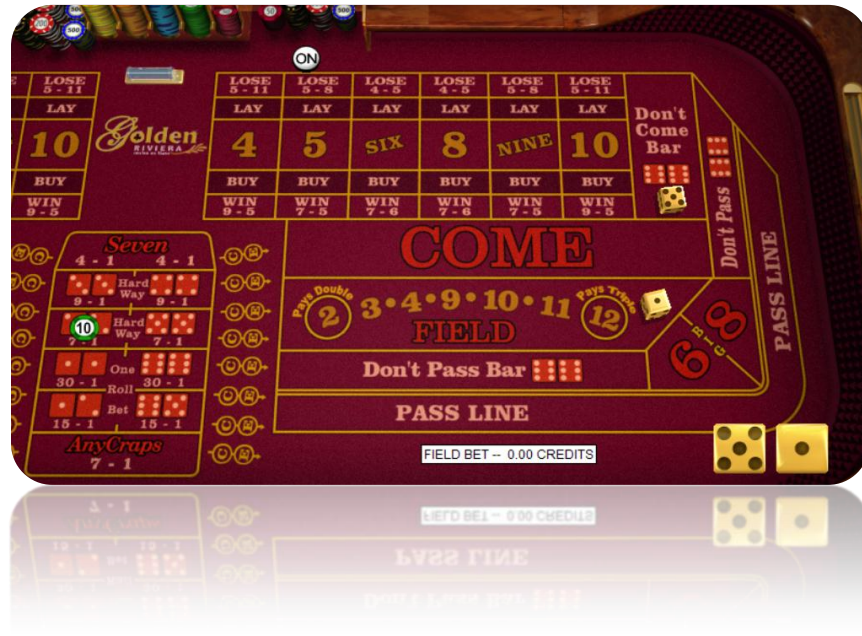 200
500
50
500
ON
LOSE LOSE LOSE LOSE LOSE LOSE LOSE
5 - 11 5 - 11 5 - 8 4 - 5 4 - 5 5 - 8 5 - 11
LAY LAY LAY LAY LAY LAY LAY
10 Golden RIVIERA 4 5 SIX 8 NINE 10
BUY BUY BUY BUY BUY BUY BUY
WIN WIN WIN WIN WIN WIN WIN
9 - 5 9 - 5 7 - 5 7 - 6 7 - 6 7 - 5 9 - 5
Don't
Come
Bar
Don't Pass
PASS LINE
COME
Seven
4 - 1 4 - 1
Hard
Way
9 - 1 9 - 1
10 Hard
Way
7 - 1 7 - 1
One
30 - 1 30 - 1
Roll
Bet
15 - 1 15 - 1
AnyCraps
7 - 1
C E
C E
C E
C E
C E
C E
C E
C E
Pays Double
2
3 • 4 • 9 • 10 • 11
Pays Triple
12
FIELD
6 BIG 8
Don't Pass Bar
PASS LINE
FIELD BET -- 0.00 CREDITS